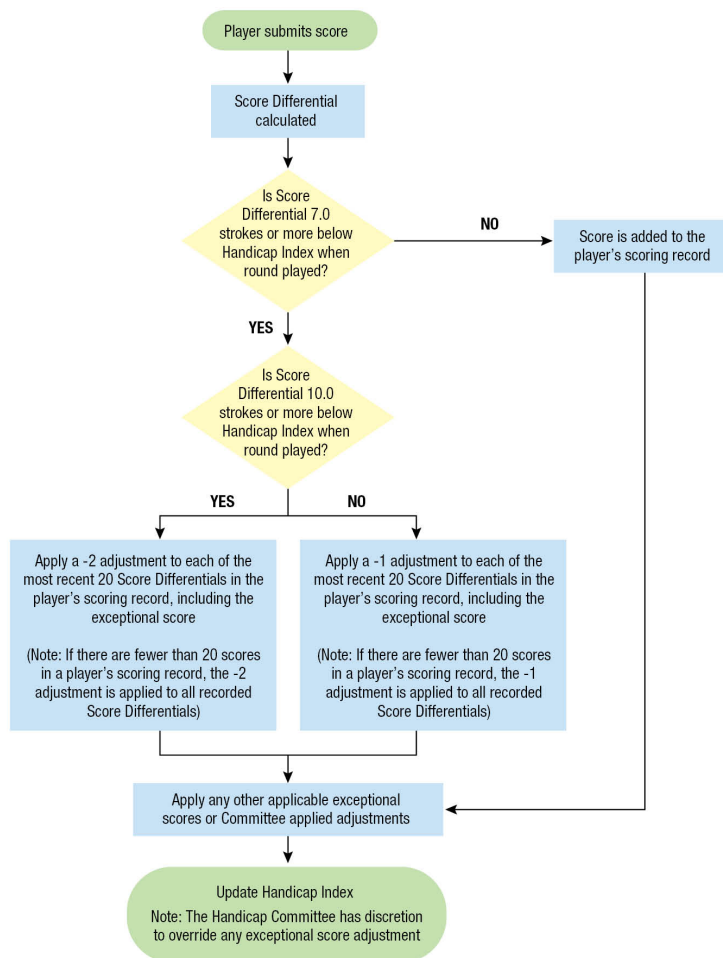 Player submits score
Score Differential
calculated
Is Score
Differential 7.0
strokes or more below
Handicap Index when
round played?
NO
Score is added to the
player’s scoring record
YES
Is Score
Differential 10.0
strokes or more below
Handicap Index when
round played?
YES
NO
Apply a -2 adjustment to each of the
most recent 20 Score Differentials in the
player’s scoring record, including the
exceptional score
(Note: If there are fewer than 20 scores
in a player’s scoring record, the -2
adjustment is applied to all recorded
Score Differentials)
Apply a -1 adjustment to each of the
most recent 20 Score Differentials in the
player’s scoring record, including the
exceptional score
(Note: If there are fewer than 20 scores
in a player’s scoring record, the -1
adjustment is applied to all recorded
Score Differentials)
Apply any other applicable exceptional
scores or Committee applied adjustments
Update Handicap Index
Note: The Handicap Committee has discretion
to override any exceptional score adjustment